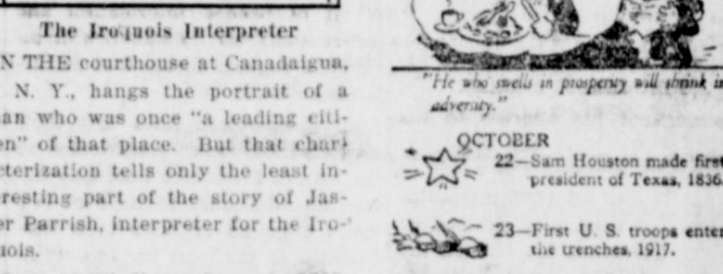 The Iroquois Interpreter
N THE courthouse at Canadaigua,
N. Y., hangs the portrait of a
an who was once "a leading citi-
en" of that place. But that char-
cterization tells only the least in-
eresting part of the story of Jas-
er Parrish, interpreter for the Iro-
uois.
"He who swells in prosperity will shrink in
adversity."
OCTOBER
22—Sam Houston made first
president of Texas, 1836.
23—First U. S. troops enter
the trenches, 1917.